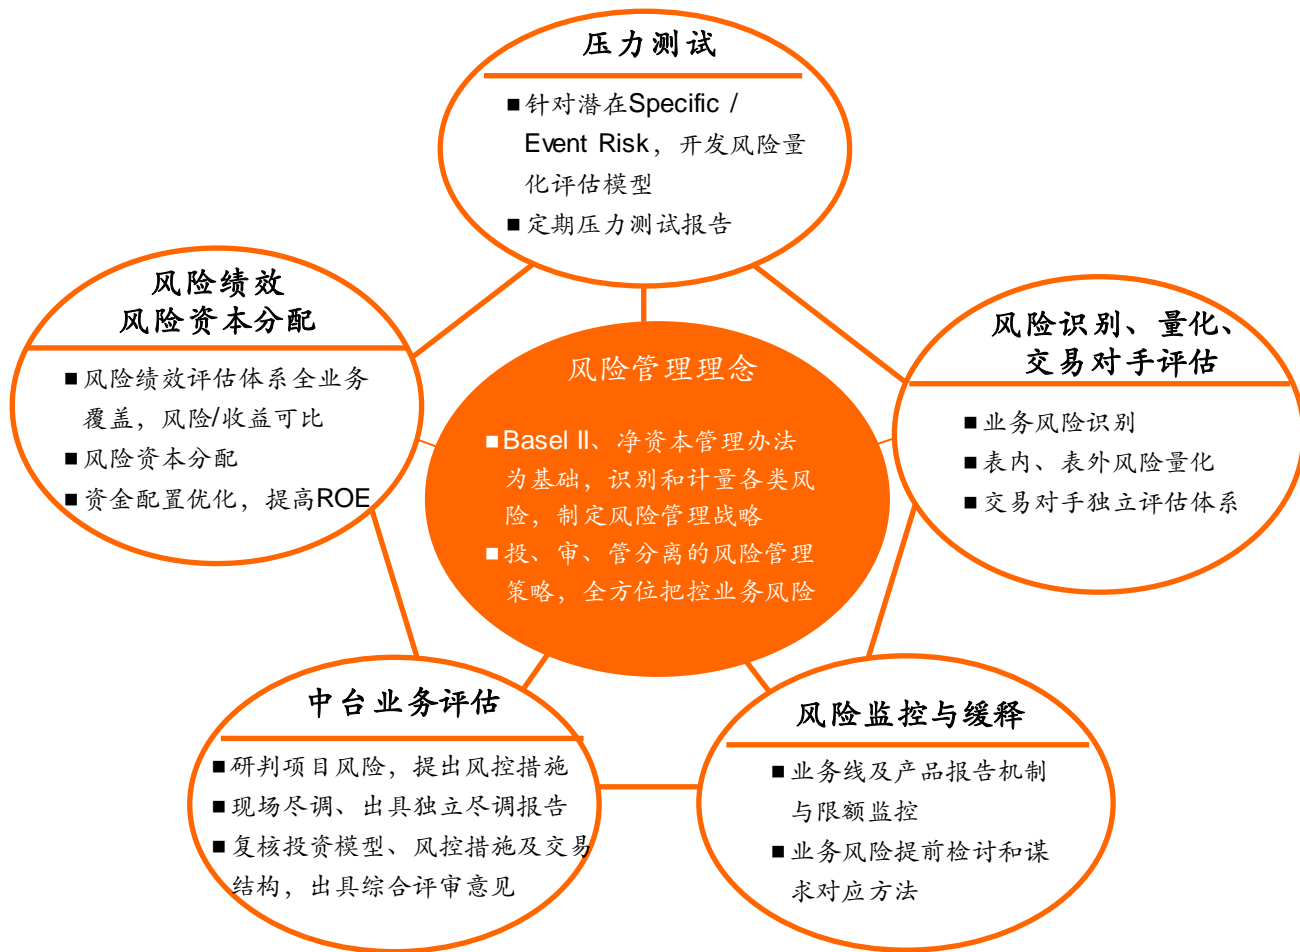 压力测试
■针对潜在Specific /
Event Risk，开发风险量
化评估模型
■定期压力测试报告
风险绩效
风险资本分配
■风险绩效评估体系全业务
覆盖，风险/收益可比
■风险资本分配
■资金配置优化，提高ROE
风险管理理念
■Basel II、净资本管理办法
为基础，识别和计量各类风
险，制定风险管理战略
■投、审、管分离的风险管理
策略，全方位把控业务风险
风险识别、量化、
交易对手评估
■业务风险识别
■表内、表外风险量化
■交易对手独立评估体系
中台业务评估
■研判项目风险，提出风控措施
■现场尽调、出具独立尽调报告
■复核投资模型、风控措施及交易
结构，出具综合评审意见
风险监控与缓释
■业务线及产品报告机制
与限额监控
■业务风险提前检讨和谋
求对应方法